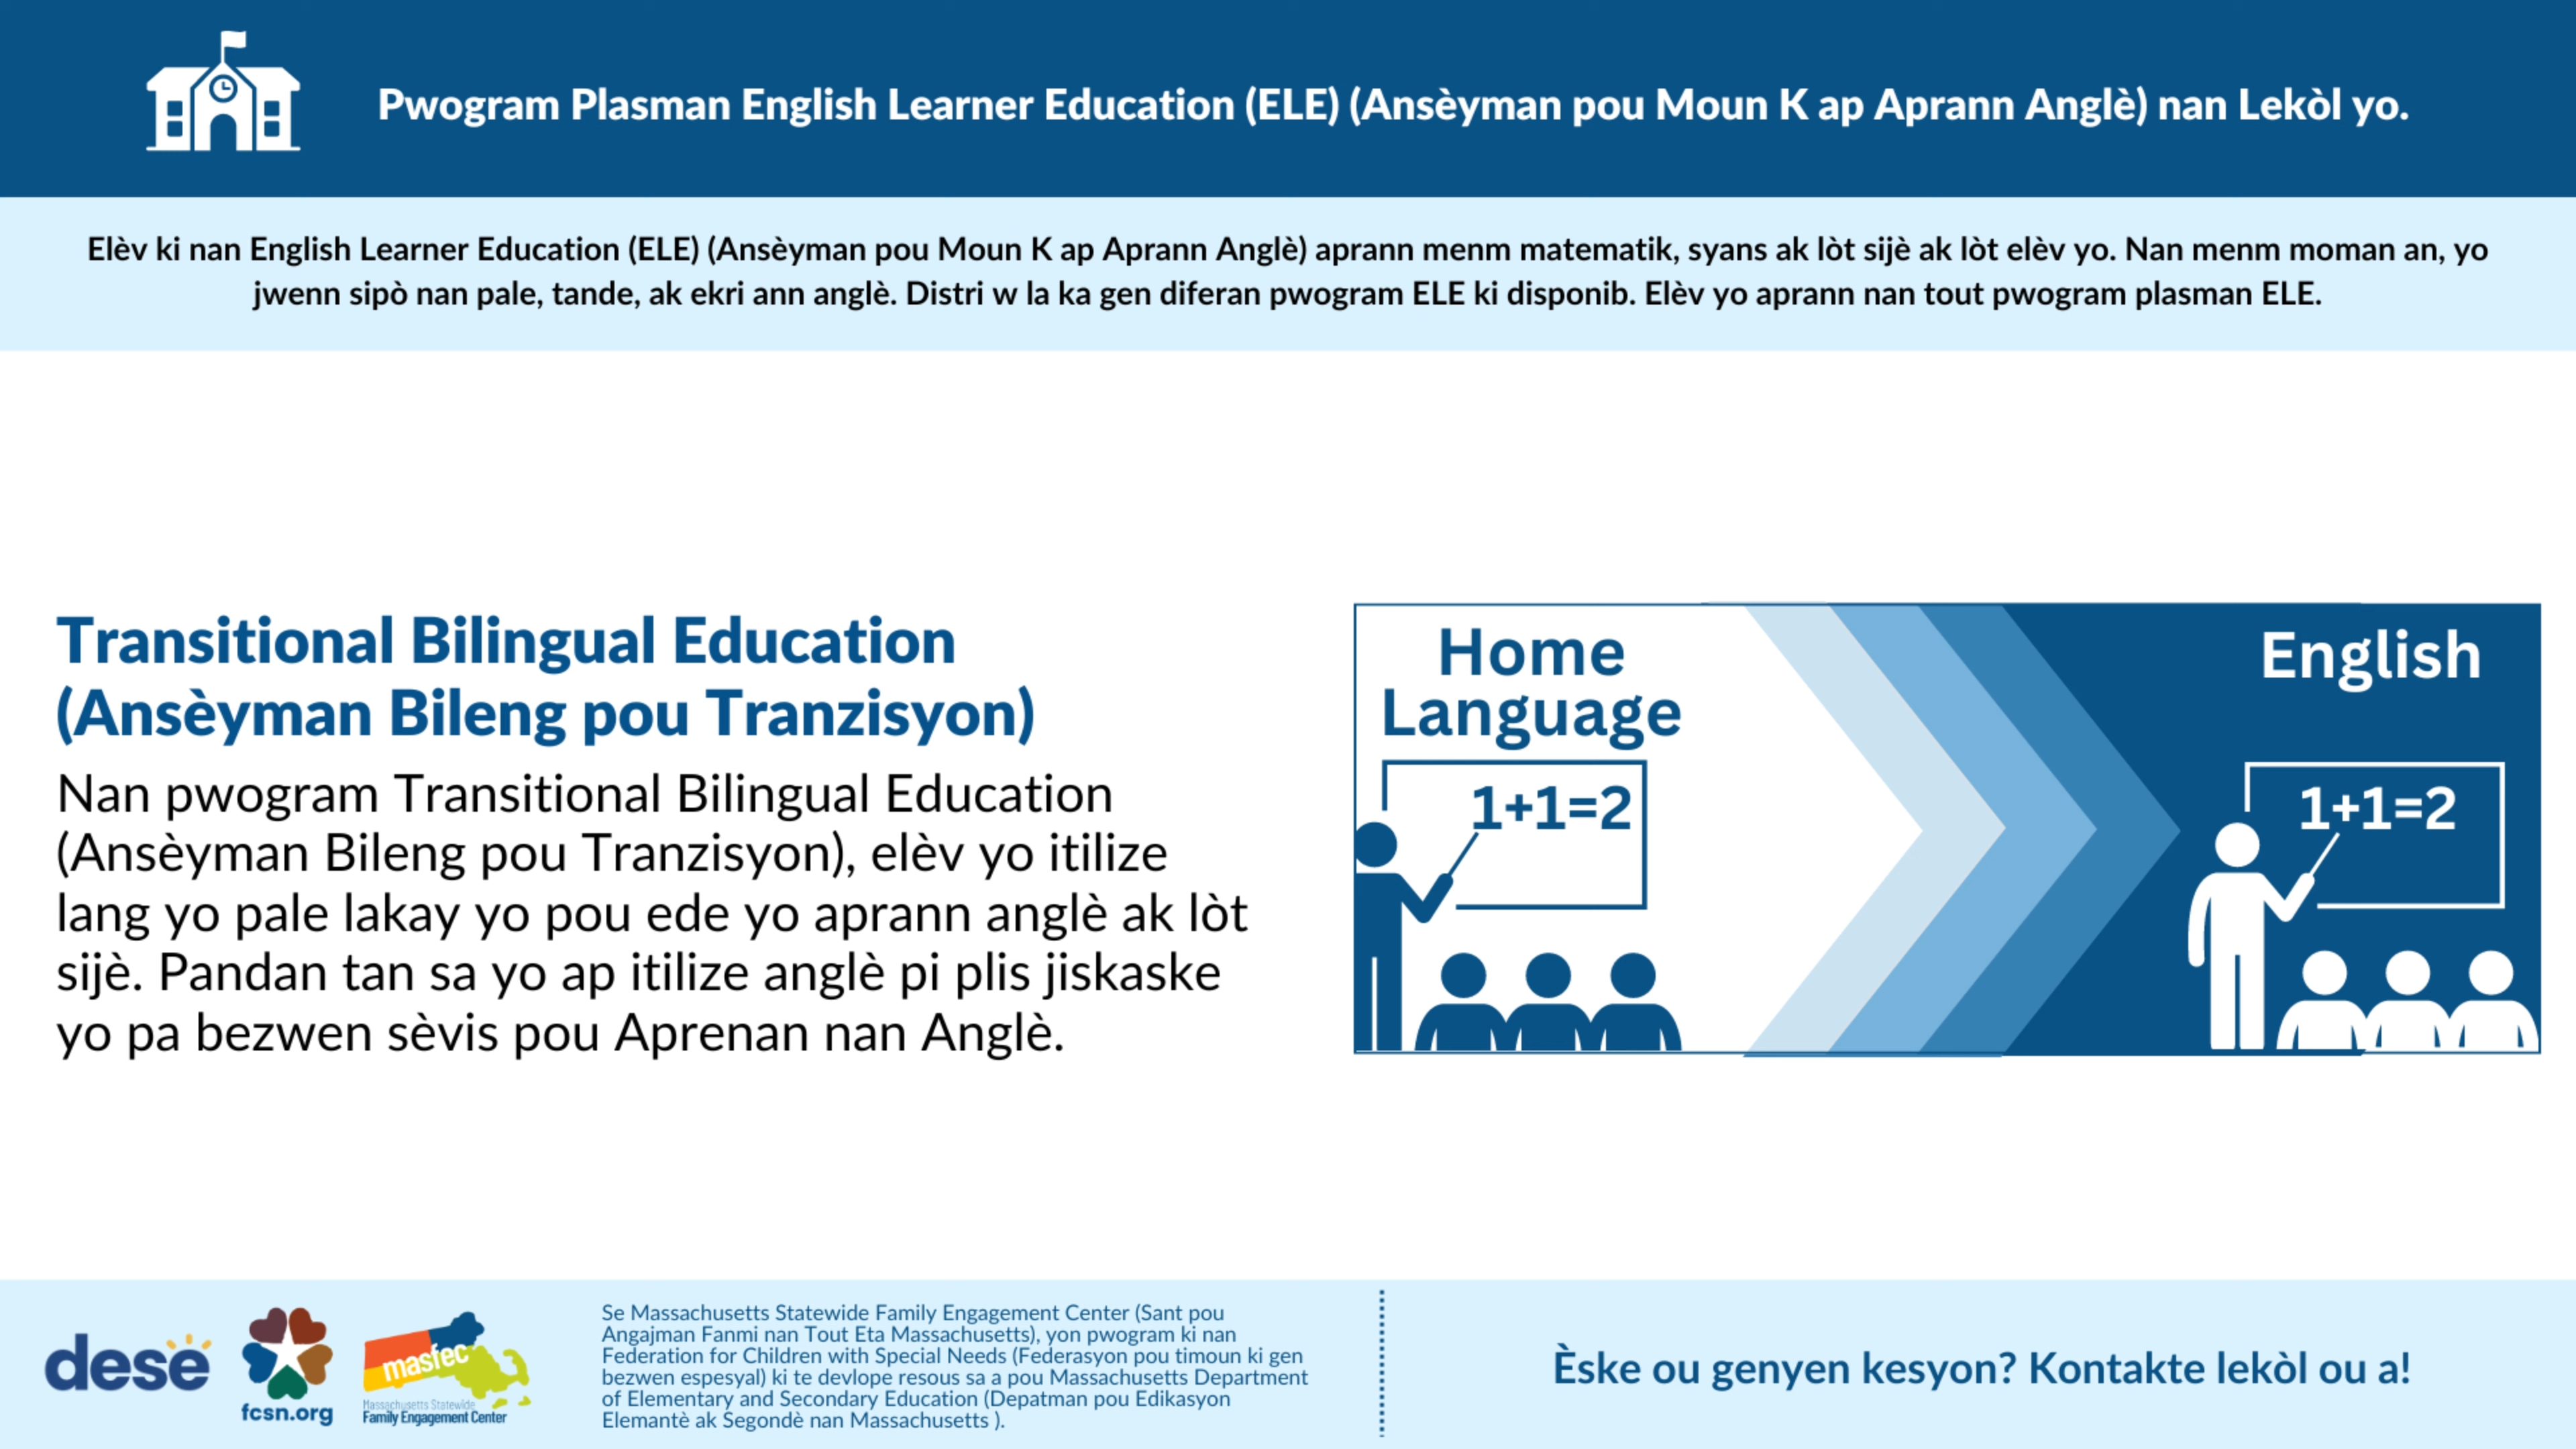 Pwogram Plasman English Learner Education (ELE) (Ansèyman pou Moun K ap Aprann Anglè) nan Lekòl yo.
Elèv ki nan English Learner Education (ELE) (Ansèyman pou Moun K ap Aprann Anglè) aprann menm matematik, syans ak lòt sijè ak lòt elèv yo. Nan menm moman an, yo
jwenn sipò nan pale, tande, ak ekri ann anglè. Distri w la ka gen diferan pwogram ELE ki disponib. Elèv yo aprann nan tout pwogram plasman ELE.
Transitional Bilingual Education
(Ansèyman Bileng pou Tranzisyon)
Nan pwogram Transitional Bilingual Education
(Ansèyman Bileng pou Tranzisyon), elèv yo itilize
lang yo pale lakay yo pou ede yo aprann anglè ak lòt
sijè. Pandan tan sa yo ap itilize anglè pi plis jiskaske
yo pa bezwen sèvis pou Aprenan nan Anglè.
Home
Language
1+1=2
English
1+1=2
dese
fcsn.org
masfec
Massachusetts Statewide
Family Engagement Center
Se Massachusetts Statewide Family Engagement Center (Sant pou
Angajman Fanmi nan Tout Eta Massachusetts), yon pwogram ki nan
Federation for Children with Special Needs (Federasyon pou timoun ki gen
bezwen espesyal) ki te devlope resous sa a pou Massachusetts Department
of Elementary and Secondary Education (Depatman pou Edikasyon
Elemantè ak Segondè nan Massachusetts ).
Èske ou genyen kesyon? Kontakte lekòl ou a!